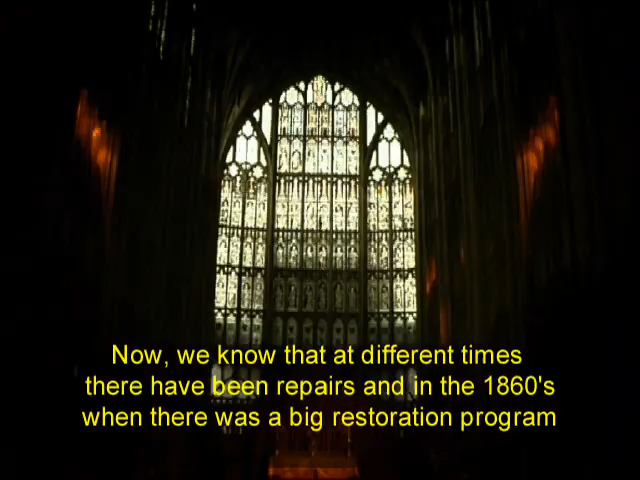 Now, we know that at different times
there have been repairs and in the 1860's
when there was a big restoration program